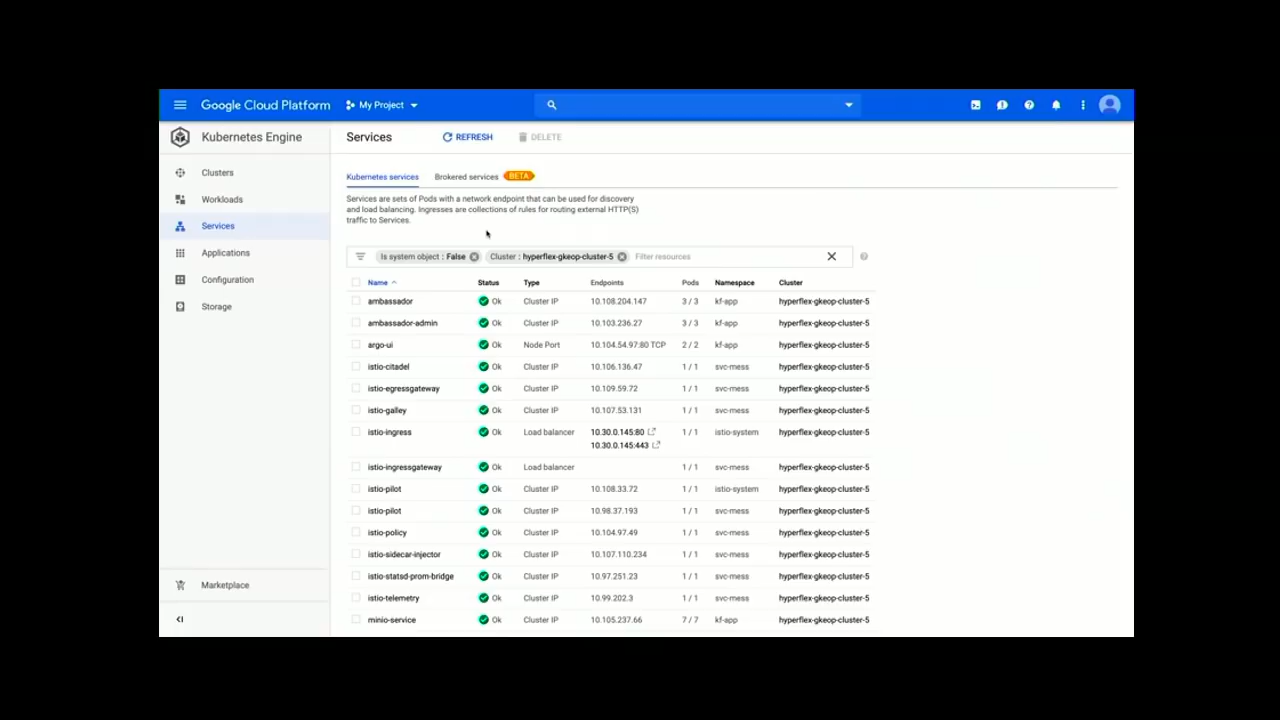 Google Cloud Platform My Project
Kubernetes Engine Services REFRESH DELETE
Clusters
Workloads
Services
Applications
Configuration
Storage
Marketplace
Kubernetes services Brokered services BETA
Services are sets of Pods with a network endpoint that can be used for discovery
and load balancing. Ingresses are collections of rules for routing external HTTP(S)
traffic to Services.
Is system object : False Cluster : hyperflex-gkeop-cluster-5 Filter resources
Name Status Type Endpoints Pods Namespace Cluster
ambassador Ok Cluster IP 10.108.204.147 3 / 3 kf-app hyperflex-gkeop-cluster-5
ambassador-admin Ok Cluster IP 10.103.236.27 3 / 3 kf-app hyperflex-gkeop-cluster-5
argo-ui Ok Node Port 10.104.54.97:80 TCP 2 / 2 kf-app hyperflex-gkeop-cluster-5
istio-citadel Ok Cluster IP 10.106.136.47 1 / 1 svc-mess hyperflex-gkeop-cluster-5
istio-egressgateway Ok Cluster IP 10.109.59.72 1 / 1 svc-mess hyperflex-gkeop-cluster-5
istio-galley Ok Cluster IP 10.107.53.131 1 / 1 svc-mess hyperflex-gkeop-cluster-5
istio-ingress Ok Load balancer 10.30.0.145:80 1 / 1 istio-system hyperflex-gkeop-cluster-5
10.30.0.145:443
istio-ingressgateway Ok Load balancer 1 / 1 svc-mess hyperflex-gkeop-cluster-5
istio-pilot Ok Cluster IP 10.108.33.72 1 / 1 istio-system hyperflex-gkeop-cluster-5
istio-pilot Ok Cluster IP 10.98.37.193 1 / 1 svc-mess hyperflex-gkeop-cluster-5
istio-policy Ok Cluster IP 10.104.97.49 1 / 1 svc-mess hyperflex-gkeop-cluster-5
istio-sidecar-injector Ok Cluster IP 10.107.110.234 1 / 1 svc-mess hyperflex-gkeop-cluster-5
istio-statsd-prom-bridge Ok Cluster IP 10.97.251.23 1 / 1 svc-mess hyperflex-gkeop-cluster-5
istio-telemetry Ok Cluster IP 10.99.202.3 1 / 1 svc-mess hyperflex-gkeop-cluster-5
minio-service Ok Cluster IP 10.105.237.66 7 / 7 kf-app hyperflex-gkeop-cluster-5